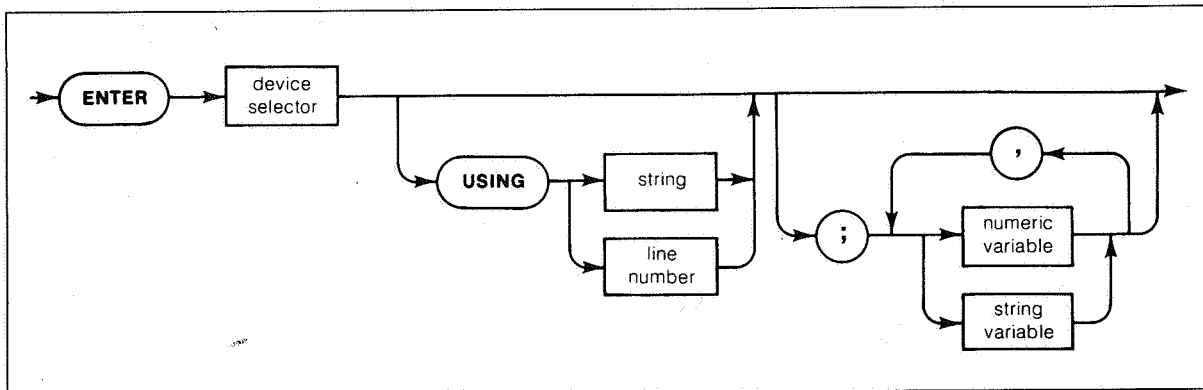 ENTER
device
selector
USING
string
line
number
;
,
numeric
variable
string
variable